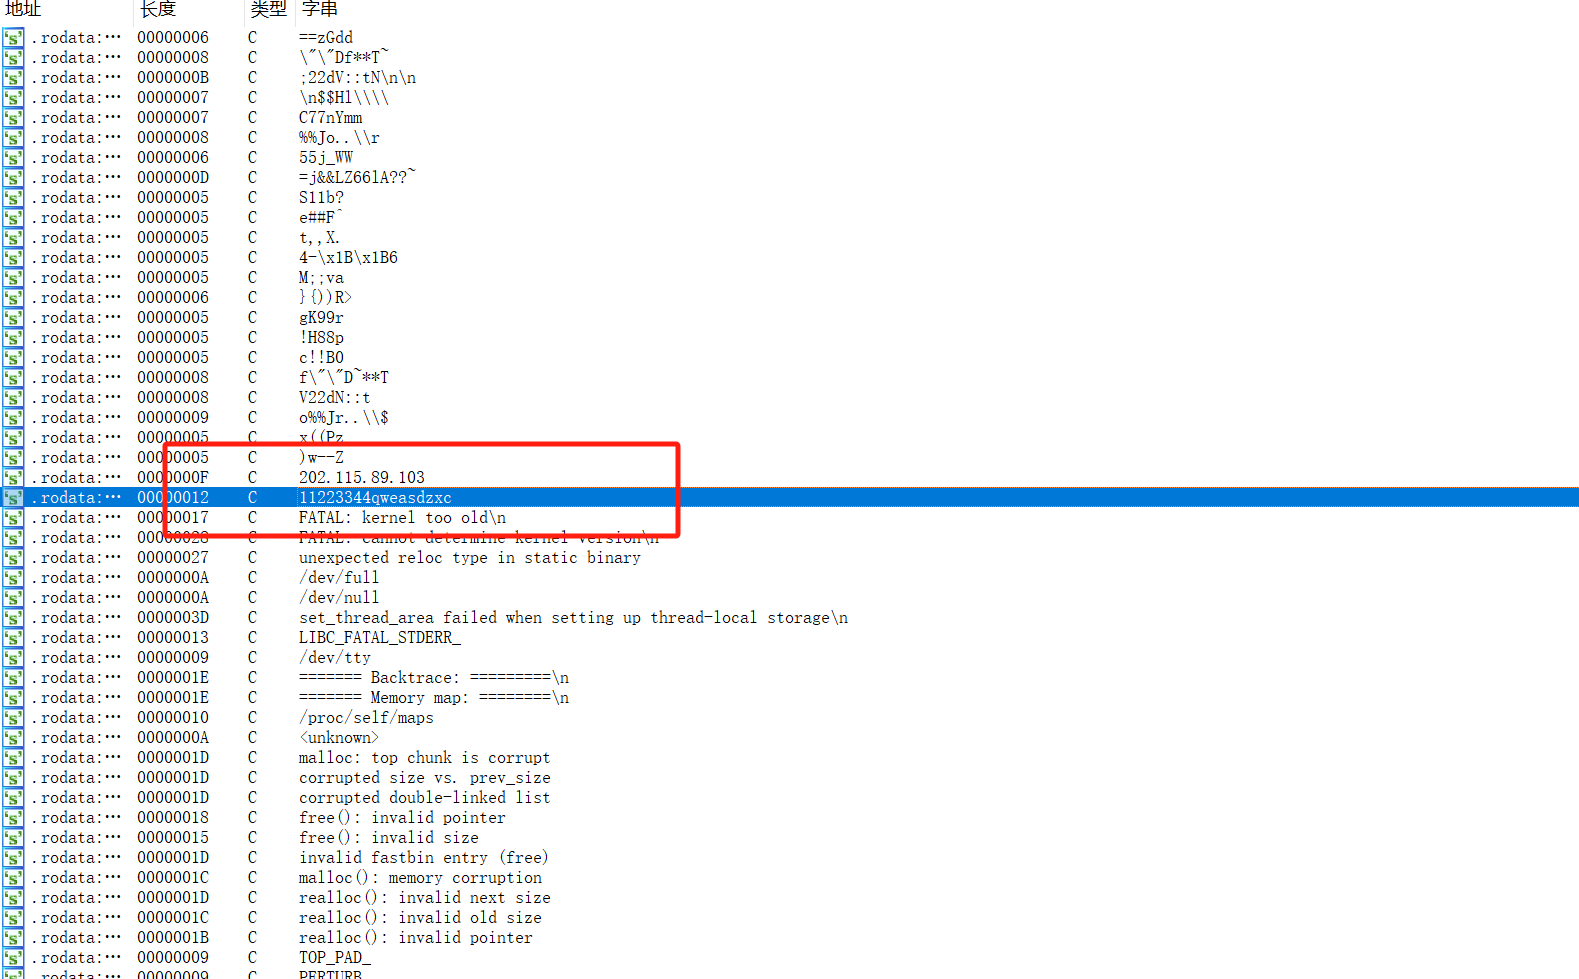 地址 长度 类型 字串
.rodata:… 00000006 C ==zGdd
.rodata:… 00000008 C \"\"Df**T~
.rodata:… 0000000B C ;22dV::tN\n\n
.rodata:… 00000007 C \n$$Hl\\\\
.rodata:… 00000007 C C77nYmm
.rodata:… 00000008 C %%Jo..\\r
.rodata:… 00000006 C 55j_WW
.rodata:… 0000000D C =j&&LZ66lA??~
.rodata:… 00000005 C S11b?
.rodata:… 00000005 C e##F^
.rodata:… 00000005 C t,,X.
.rodata:… 00000005 C 4-\x1B\x1B6
.rodata:… 00000005 C M;;va
.rodata:… 00000006 C }{))R>
.rodata:… 00000005 C gK99r
.rodata:… 00000005 C !H88p
.rodata:… 00000005 C c!!B0
.rodata:… 00000008 C f\"\"D~**T
.rodata:… 00000008 C V22dN::t
.rodata:… 00000009 C o%%Jr..\\$
.rodata:… 00000005 C x((Pz
.rodata:… 00000005 C )w--Z
.rodata:… 0000000F C 202.115.89.103
.rodata:… 00000012 C 11223344qweasdzxc
.rodata:… 00000017 C FATAL: kernel too old\n
.rodata:… 00000028 C FATAL: cannot determine kernel version\n
.rodata:… 00000027 C unexpected reloc type in static binary
.rodata:… 0000000A C /dev/full
.rodata:… 0000000A C /dev/null
.rodata:… 0000003D C set_thread_area failed when setting up thread-local storage\n
.rodata:… 00000013 C LIBC_FATAL_STDERR_
.rodata:… 00000009 C /dev/tty
.rodata:… 0000001E C ======= Backtrace: =========\n
.rodata:… 0000001E C ======= Memory map: ========\n
.rodata:… 00000010 C /proc/self/maps
.rodata:… 0000000A C <unknown>
.rodata:… 0000001D C malloc: top chunk is corrupt
.rodata:… 0000001D C corrupted size vs. prev_size
.rodata:… 0000001D C corrupted double-linked list
.rodata:… 00000018 C free(): invalid pointer
.rodata:… 00000015 C free(): invalid size
.rodata:… 0000001D C invalid fastbin entry (free)
.rodata:… 0000001C C malloc(): memory corruption
.rodata:… 0000001D C realloc(): invalid next size
.rodata:… 0000001C C realloc(): invalid old size
.rodata:… 0000001B C realloc(): invalid pointer
.rodata:… 00000009 C TOP_PAD_
.rodata:… 00000009 C PERTURB_